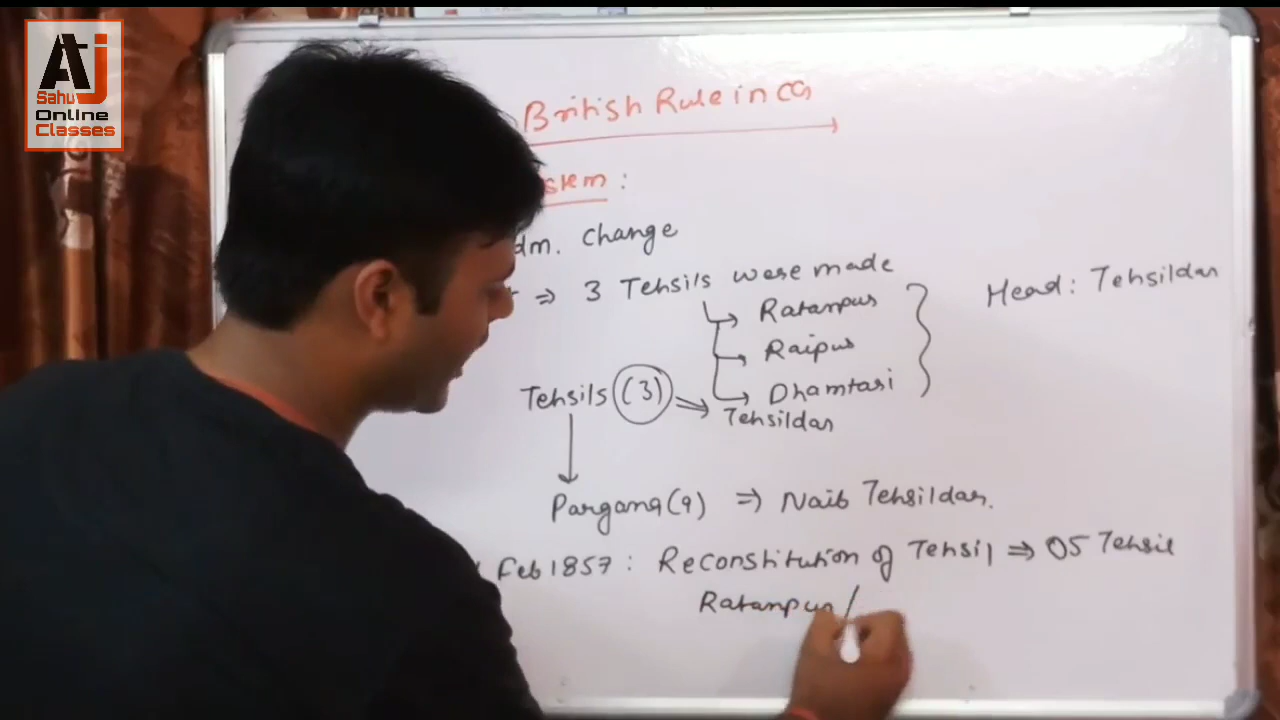 AJ
Sahu
Online
Classes
British Rule in CG
stem :
dm. change
⇒ 3 Tehsils were made
Ratanpur
Raipur
Dhamtari
Head : Tehsildar
Tehsils (3) ⇒ Tehsildar
Pargana (9) ⇒ Naib Tehsildar.
Feb 1857 : Reconstitution of Tehsil ⇒ 05 Tehsil
Ratanpur /